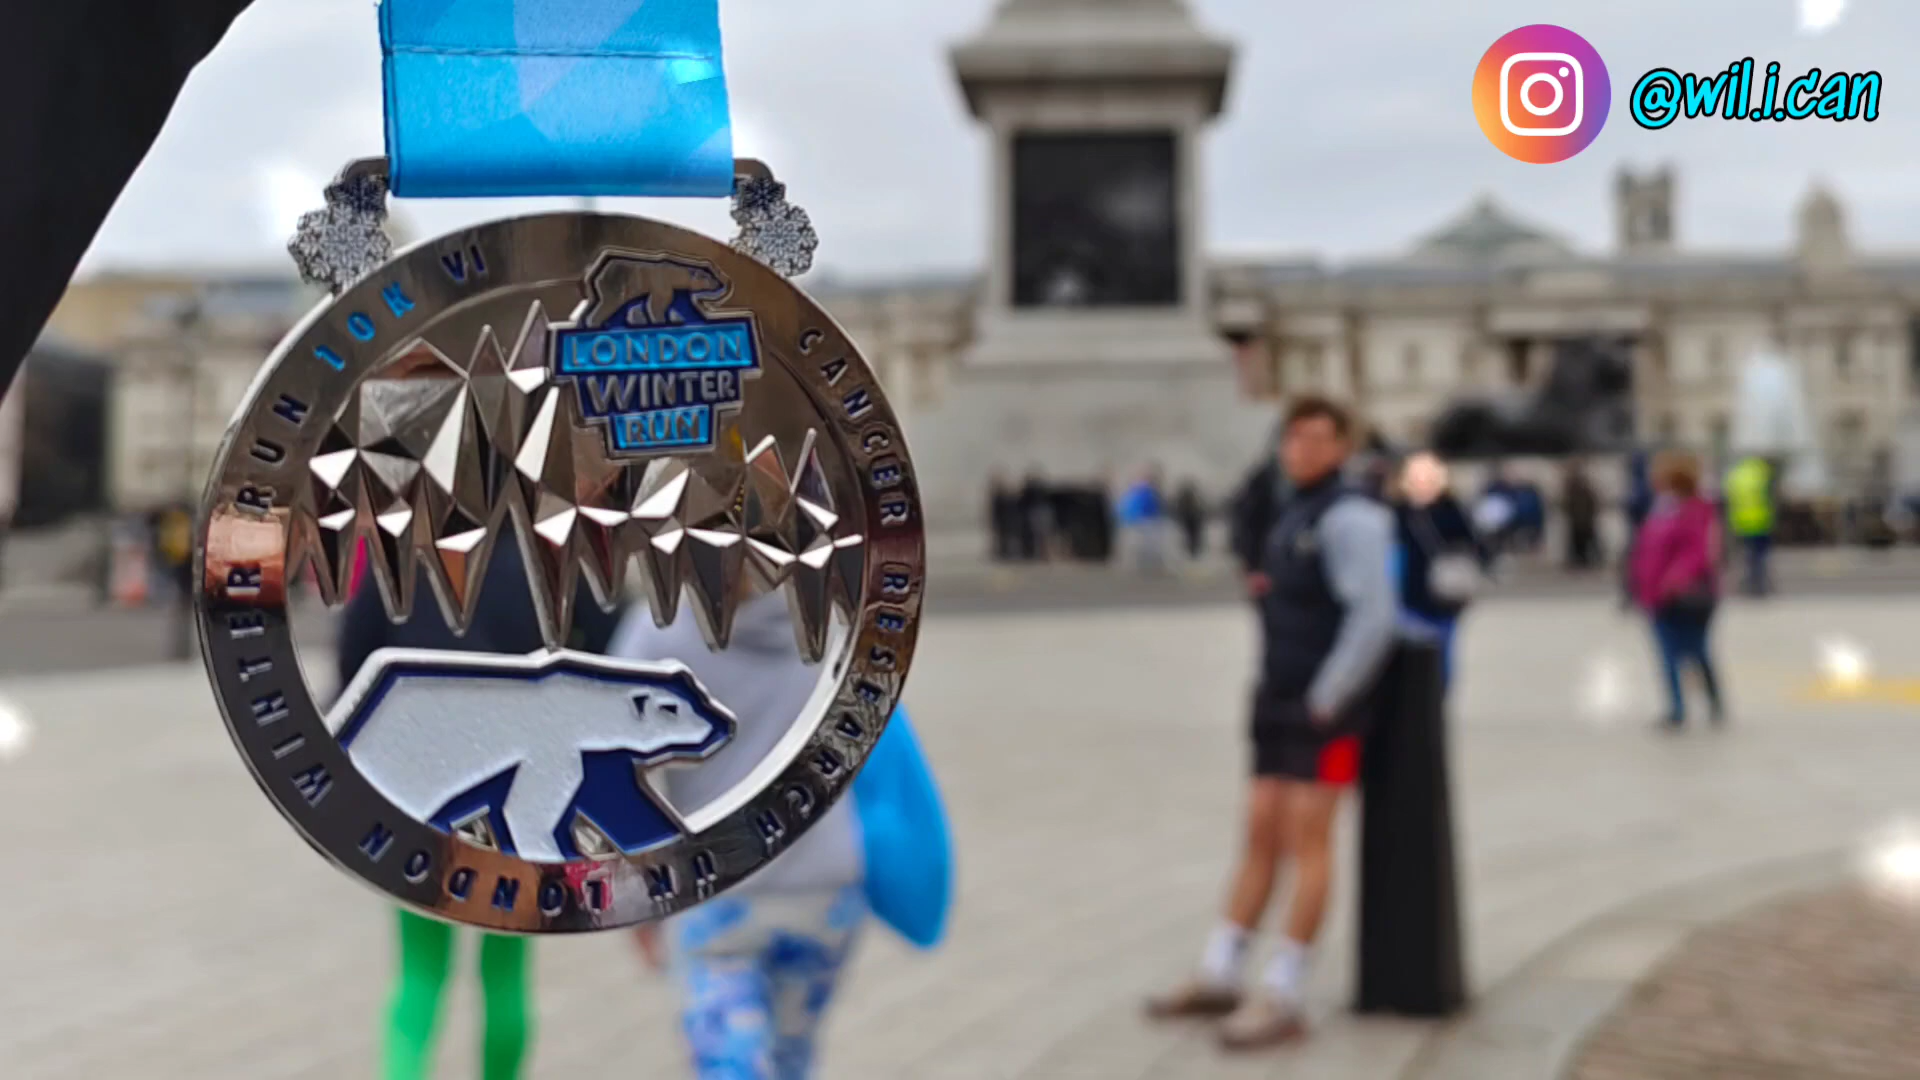 @wil.i.can
LONDON
WINTER
RUN
CANCER RESEARCH UK LONDON WINTER RUN 10K VI